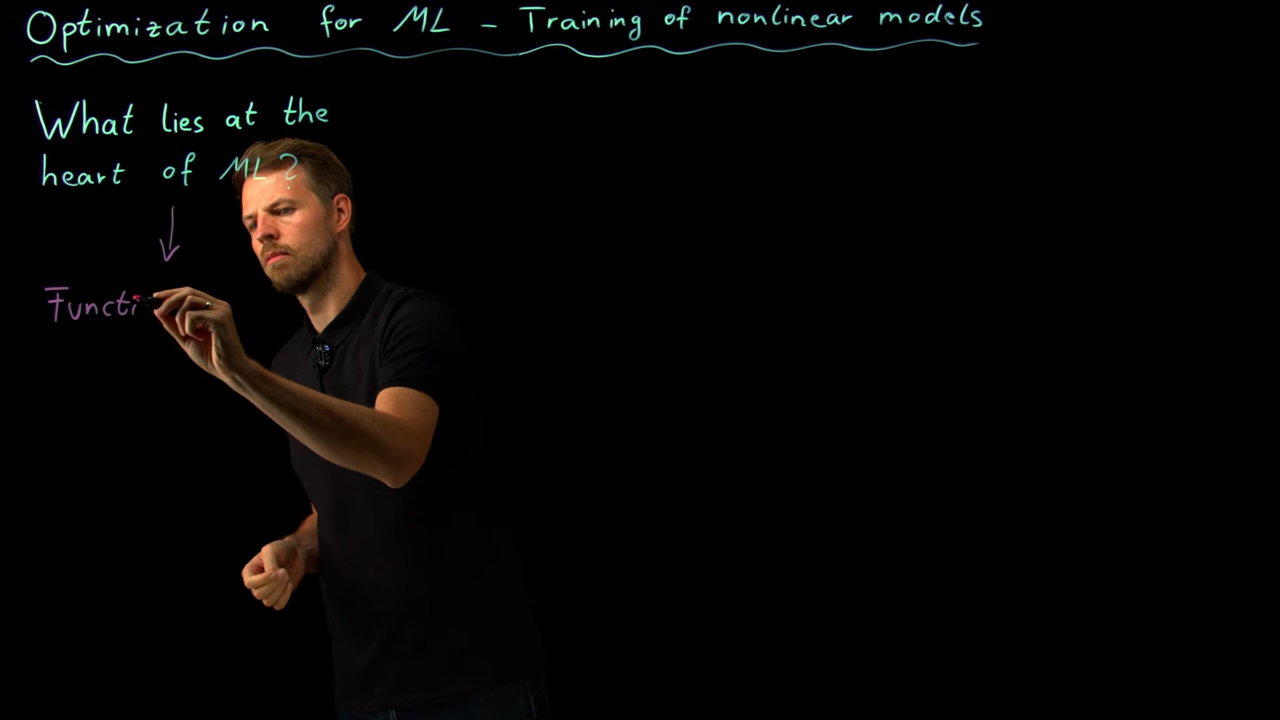 Optimization for ML - Training of nonlinear models
What lies at the
heart of ML?
Functi